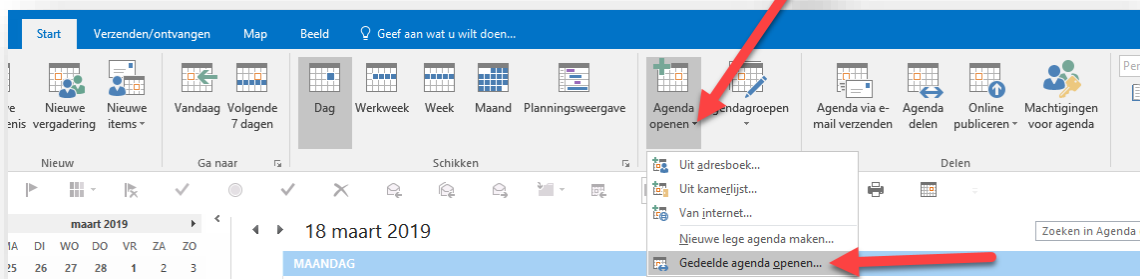 Start Verzenden/ontvangen Map Beeld Geef aan wat u wilt doen...
Nieuwe vergadering
Nieuwe items
Vandaag
Volgende 7 dagen
Dag
Werkweek
Week
Maand
Planningsweergave
Agenda openen
Agenda via e-mail verzenden
Agenda delen
Online publiceren
Machtigingen voor agenda
Nieuw Ga naar Schikken Delen
Uit adresboek...
Uit kamerlijst...
Van internet...
Nieuwe lege agenda maken...
Gedeelde agenda openen...
maart 2019
DI WO DO VR ZA ZO
25 26 27 28 1 2 3
18 maart 2019
Zoeken in Agenda
MAANDAG